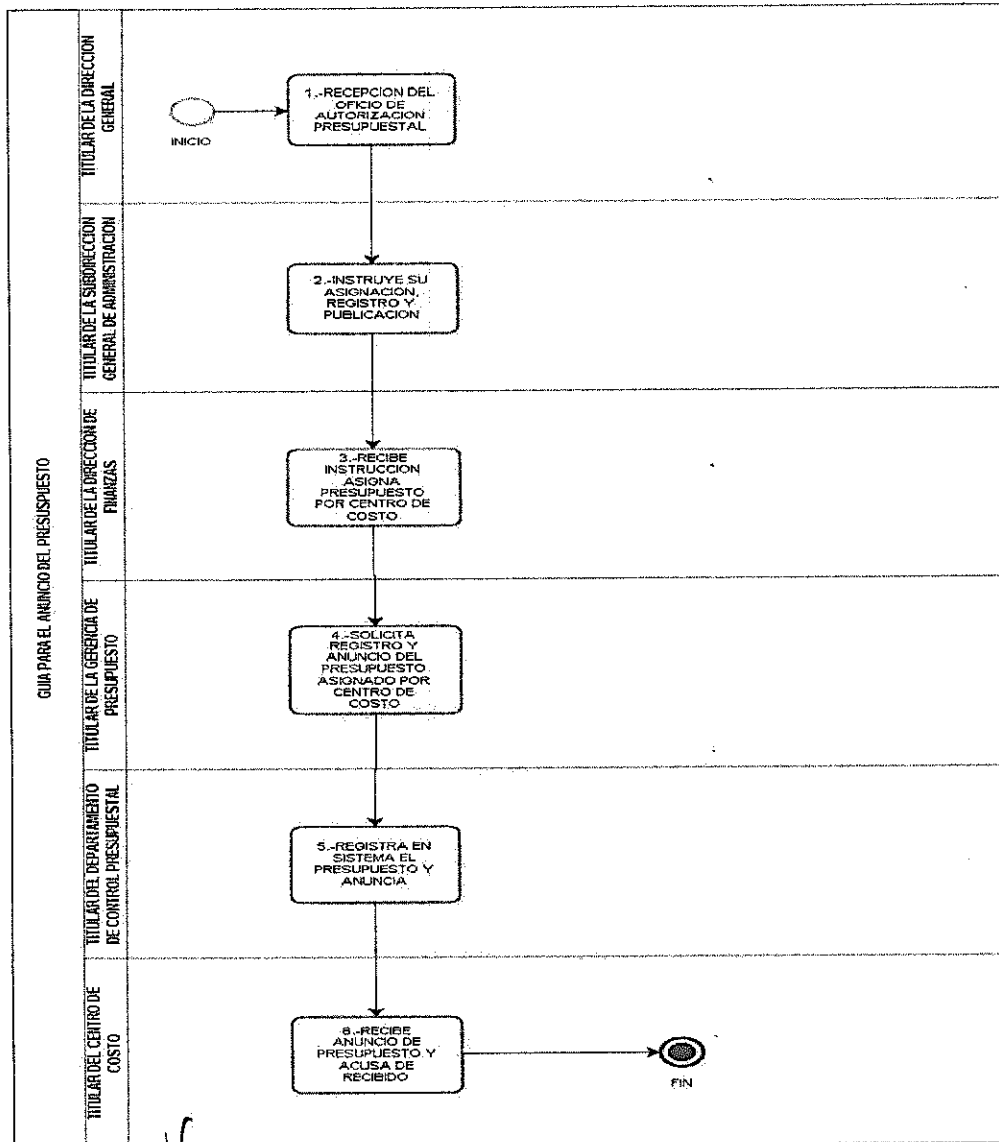 GUIA PARA EL ANUNCIO DEL PRESUSPUESTO
TITULAR DE LA DIRECCION
GENERAL
INICIO
1.-RECEPCION DEL
OFICIO DE
AUTORIZACION
PRESUPUESTAL
TITULAR DE LA SUBDIRECCION
GENERAL DE ADMINISTRACION
2.-INSTRUYE SU
ASIGNACION,
REGISTRO Y
PUBLICACION
TITULAR DE LA DIRECCION DE
FINANZAS
3.-RECIBE
INSTRUCCION
ASIGNA
PRESUPUESTO
POR CENTRO DE
COSTO
TITULAR DE LA GERENCIA DE
PRESUPUESTO
4.-SOLICITA
REGISTRO Y
ANUNCIO DEL
PRESUPUESTO
ASIGNADO POR
CENTRO DE
COSTO
TITULAR DEL DEPARTAMENTO
DE CONTROL PRESUPUESTAL
5.-REGISTRA EN
SISTEMA EL
PRESUPUESTO Y
ANUNCIA
TITULAR DEL CENTRO DE
COSTO
6.-RECIBE
ANUNCIO DE
PRESUPUESTO Y
ACUSA DE
RECIBIDO
FIN